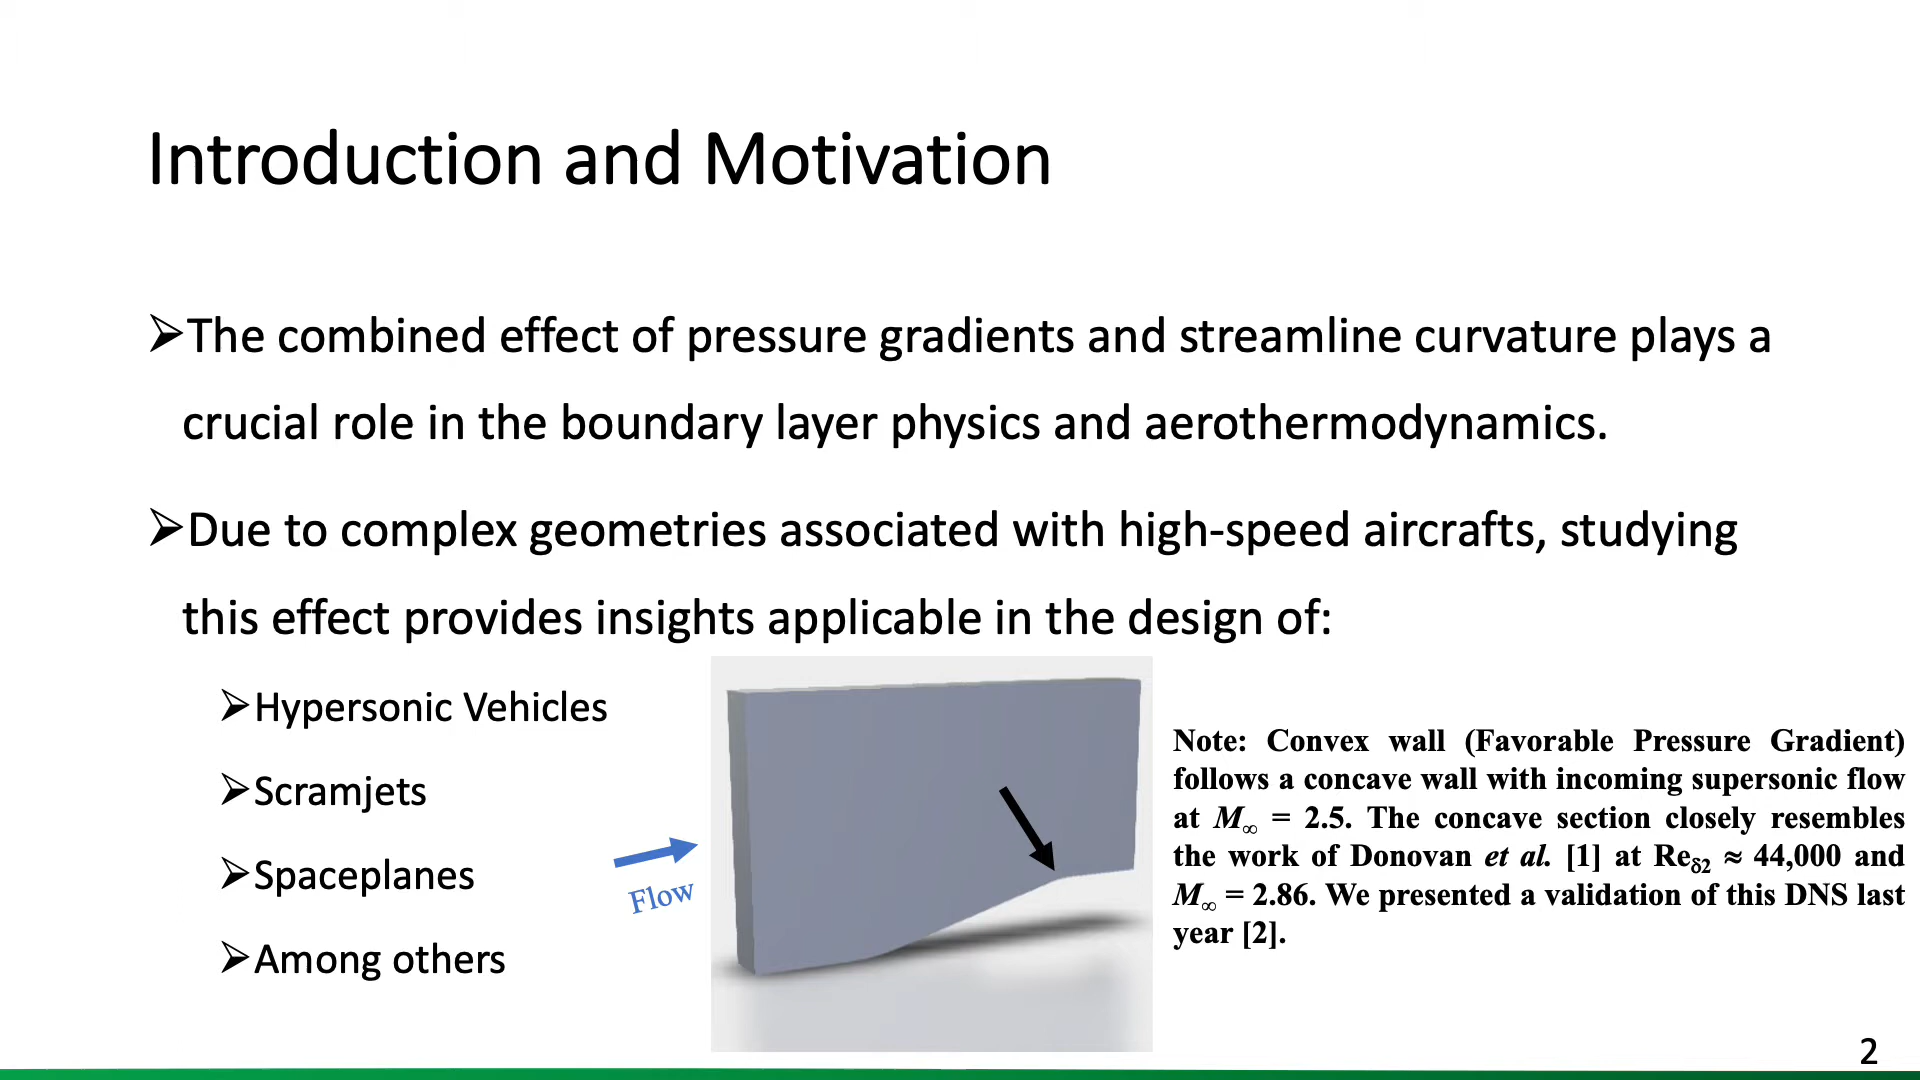 Introduction and Motivation
➢The combined effect of pressure gradients and streamline curvature plays a
crucial role in the boundary layer physics and aerothermodynamics.
➢Due to complex geometries associated with high-speed aircrafts, studying
this effect provides insights applicable in the design of:
➢Hypersonic Vehicles
➢Scramjets
➢Spaceplanes
➢Among others
Flow
Note: Convex wall (Favorable Pressure Gradient)
follows a concave wall with incoming supersonic flow
at M∞ = 2.5. The concave section closely resembles
the work of Donovan et al. [1] at Reδ2 ≈ 44,000 and
M∞ = 2.86. We presented a validation of this DNS last
year [2].
2